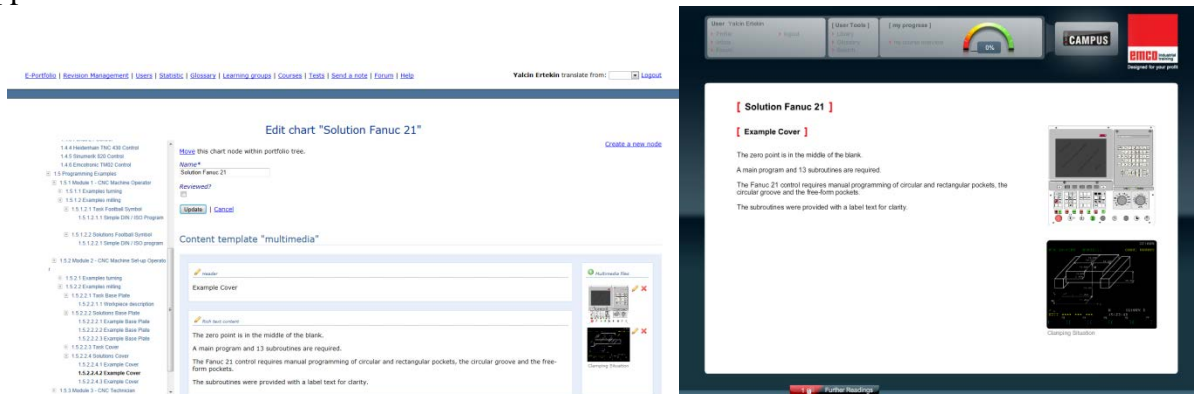 E-Portfolio | Revision Management | Users | Statistic | Glossary | Learning groups | Courses | Tests | Send a note | Forum | Help
Yalcin Ertekin translate from: Logout
Edit chart "Solution Fanuc 21"
1.4.4 Heidenhain TNC 430 Control
1.4.5 Sinumerik 820 Control
1.4.6 Emcotronic TM02 Control
1.5 Programming Examples
1.5.1 Module 1 - CNC Machine Operator
1.5.1.1 Examples turning
1.5.1.2 Examples milling
1.5.1.2.1 Task Football Symbol
1.5.1.2.1.1 Simple DIN / ISO Program
1.5.1.2.2 Solutions Football Symbol
1.5.1.2.2.1 Simple DIN / ISO program
1.5.2 Module 2 - CNC Machine Set up Operato
r
1.5.2.1 Examples turning
1.5.2.2 Examples milling
1.5.2.2.1 Task Base Plate
1.5.2.2.1.1 Workpiece description
1.5.2.2.2 Solutions Base Plate
1.5.2.2.2.1 Example Base Plate
1.5.2.2.2.2 Example Base Plate
1.5.2.2.2.3 Example Base Plate
1.5.2.2.3 Task Cover
1.5.2.2.4 Solutions Cover
1.5.2.2.4.1 Example Cover
1.5.2.2.4.2 Example Cover
1.5.2.2.4.3 Example Cover
1.5.3 Module 3 - CNC Technician
Move this chart node within portfolio tree.
Create a new node
Name*
Solution Fanuc 21
Reviewed?
Update | Cancel
Content template "multimedia"
Header
Example Cover
Rich text content
The zero point is in the middle of the blank.
A main program and 13 subroutines are required.
The Fanuc 21 control requires manual programming of circular and rectangular pockets, the circular groove and the free-
form pockets.
The subroutines were provided with a label text for clarity.
Multimedia files
Clamping Situation
User: Yalcin Ertekin
[ User Tools ]
[ my progress ]
Library
Glossary
0%
CAMPUS
emco industrial training
Designed for your profit
[ Solution Fanuc 21 ]
[ Example Cover ]
The zero point is in the middle of the blank.
A main program and 13 subroutines are required.
The Fanuc 21 control requires manual programming of circular and rectangular pockets, the
circular groove and the free-form pockets.
The subroutines were provided with a label text for clarity.
Clamping Situation
Further Readings